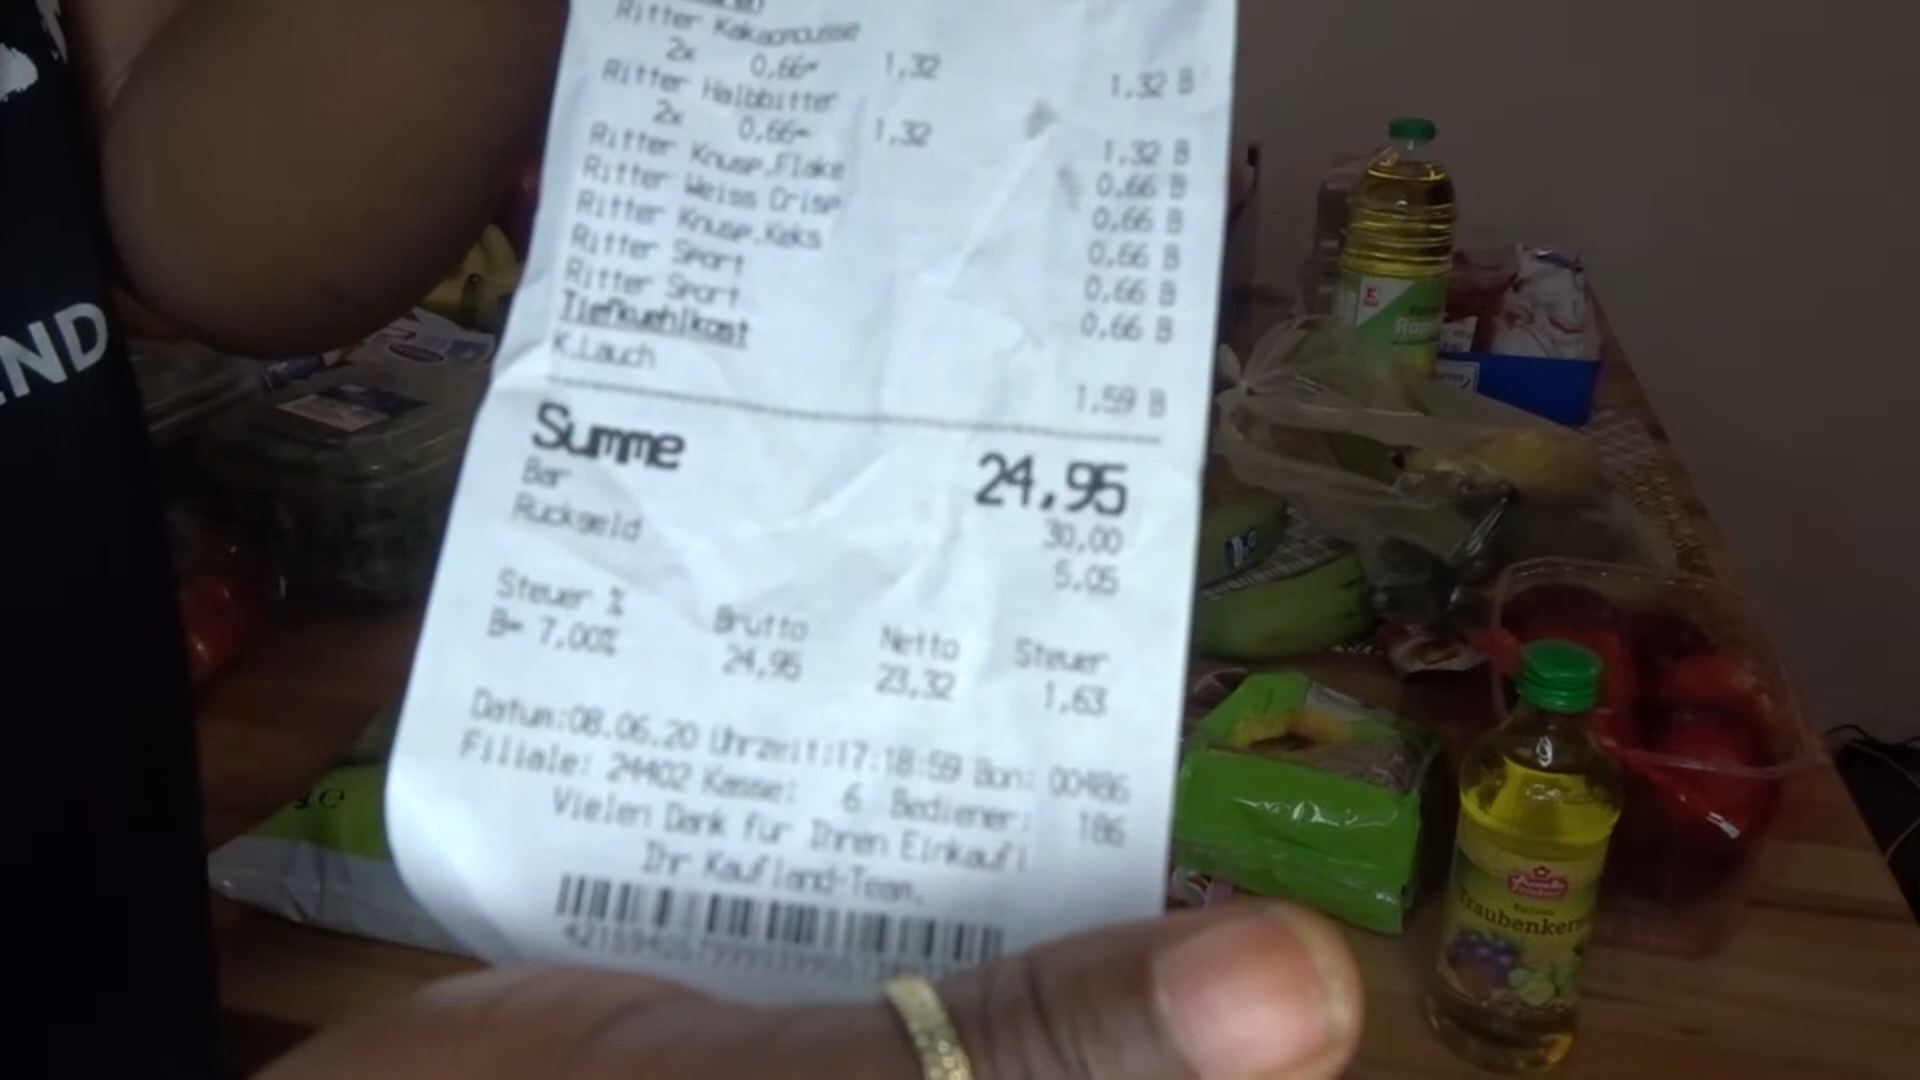 Ritter Kakaomousse
2x 0,66 1,32 1,32 B
Ritter Halbbitter
2x 0,66 1,32 1,32 B
Ritter Knusp.Flake 0,66 B
Ritter Weiss Crisp 0,66 B
Ritter Knusp.Keks 0,66 B
Ritter Sport 0,66 B
Ritter Sport 0,66 B
Tiefkuehlkost
K.Lauch 1,59 B
Summe 24,95
Bar 30,00
Rückgeld 5,05
Steuer % Brutto Netto Steuer
B= 7,00% 24,95 23,32 1,63
Datum:08.06.20 Uhrzeit:17:18:59 Bon: 00486
Filiale: 24402 Kasse: 6 Bediener: 186
Vielen Dank für Ihren Einkauf!
Ihr Kaufland-Team.
END
Traubenkern